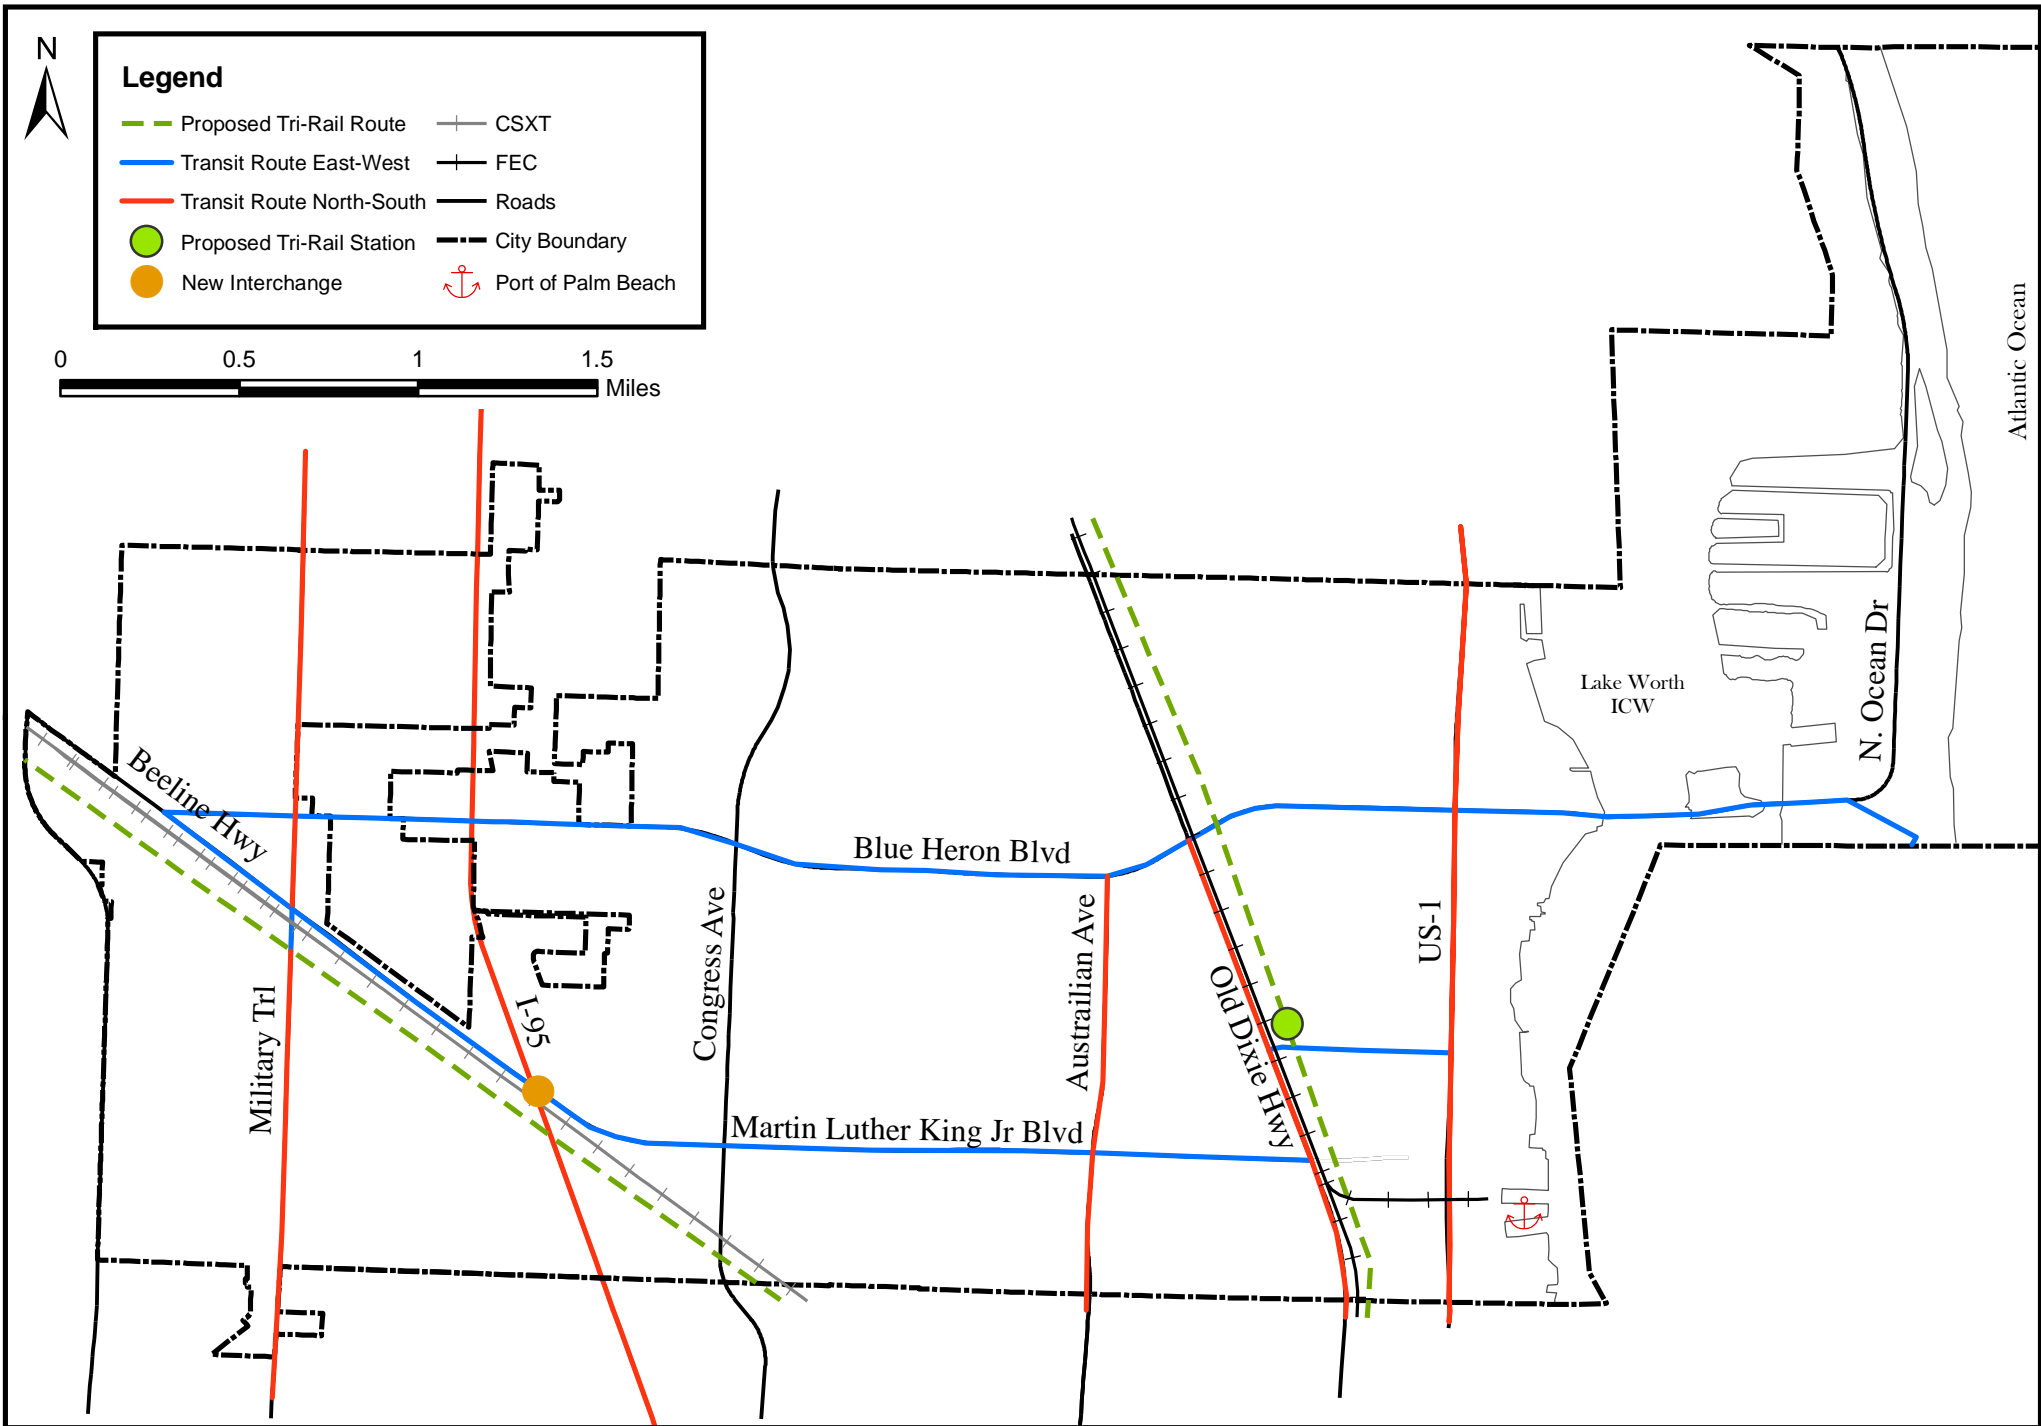 N
Legend
Proposed Tri-Rail Route
CSXT
Transit Route East-West
FEC
Transit Route North-South
Roads
Proposed Tri-Rail Station
City Boundary
New Interchange
Port of Palm Beach
0 0.5 1 1.5
Miles
Atlantic Ocean
Lake Worth
ICW
N. Ocean Dr
Beeline Hwy
Blue Heron Blvd
Congress Ave
Austrailian Ave
US-1
Military Trl
I-95
Old Dixie Hwy
Martin Luther King Jr Blvd